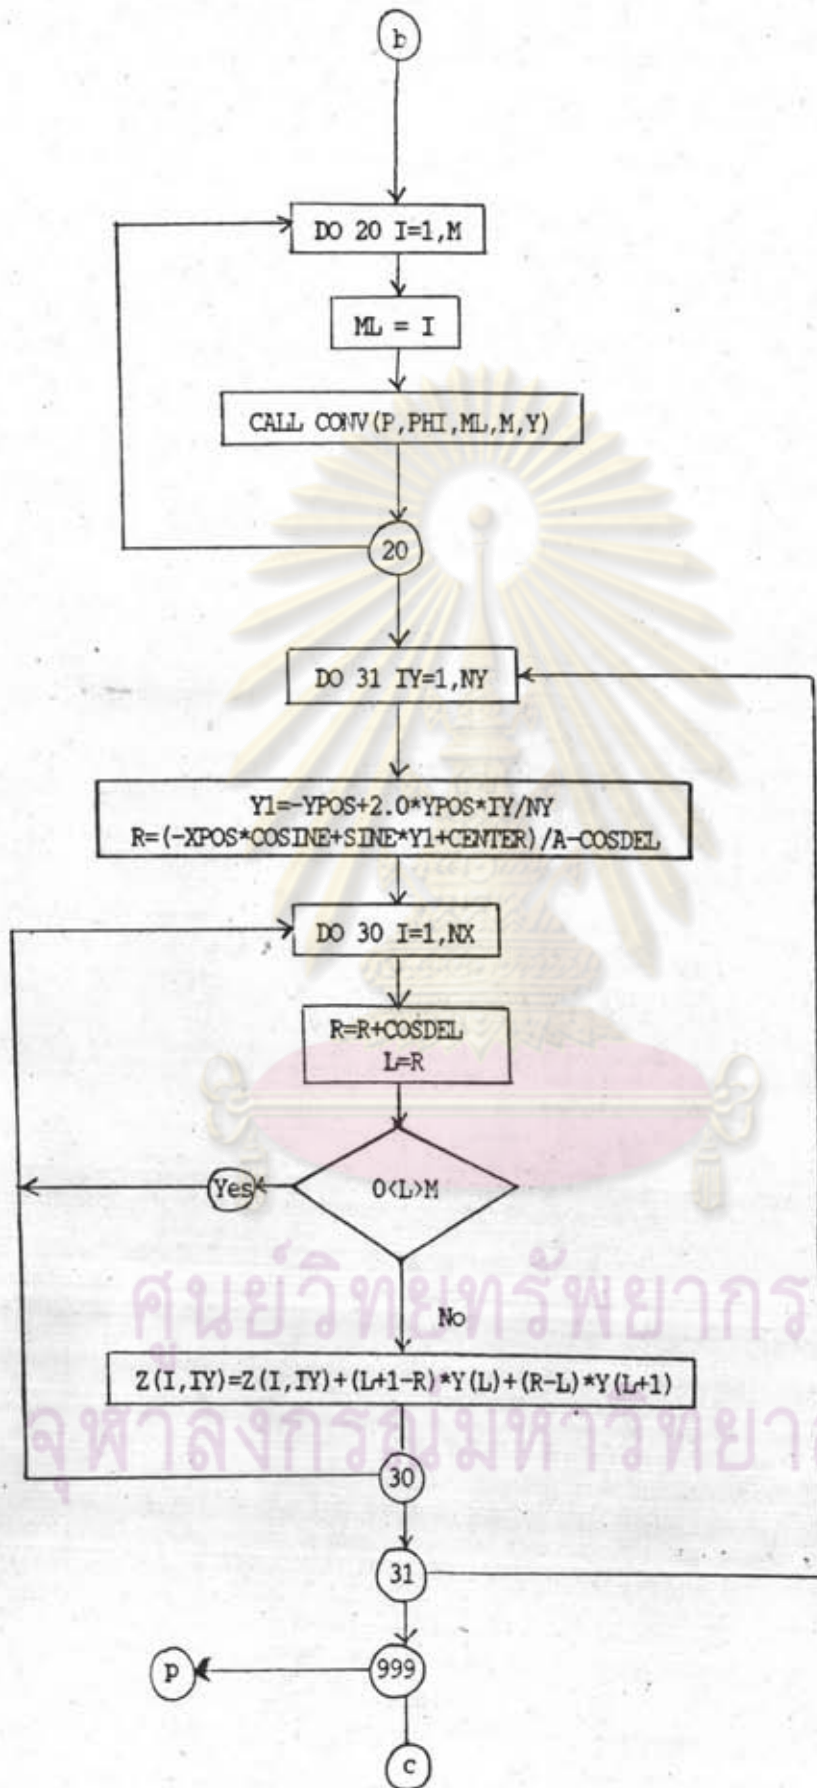 b
DO 20 I=1,M
ML = I
CALL CONV(P,PHI,ML,M,Y)
20
DO 31 IY=1,NY
Y1=-YPOS+2.0*YPOS*IY/NY
R=(-XPOS*COSINE+SINE*Y1+CENTER)/A-COSDEL
DO 30 I=1,NX
R=R+COSDEL
L=R
Yes
0<L>M
No
ศูนย์วิทยทรัพยากร
Z(I,IY)=Z(I,IY)+(L+1-R)*Y(L)+(R-L)*Y(L+1)
จุฬาลงกรณ์มหาวิทยา
30
31
p
999
c